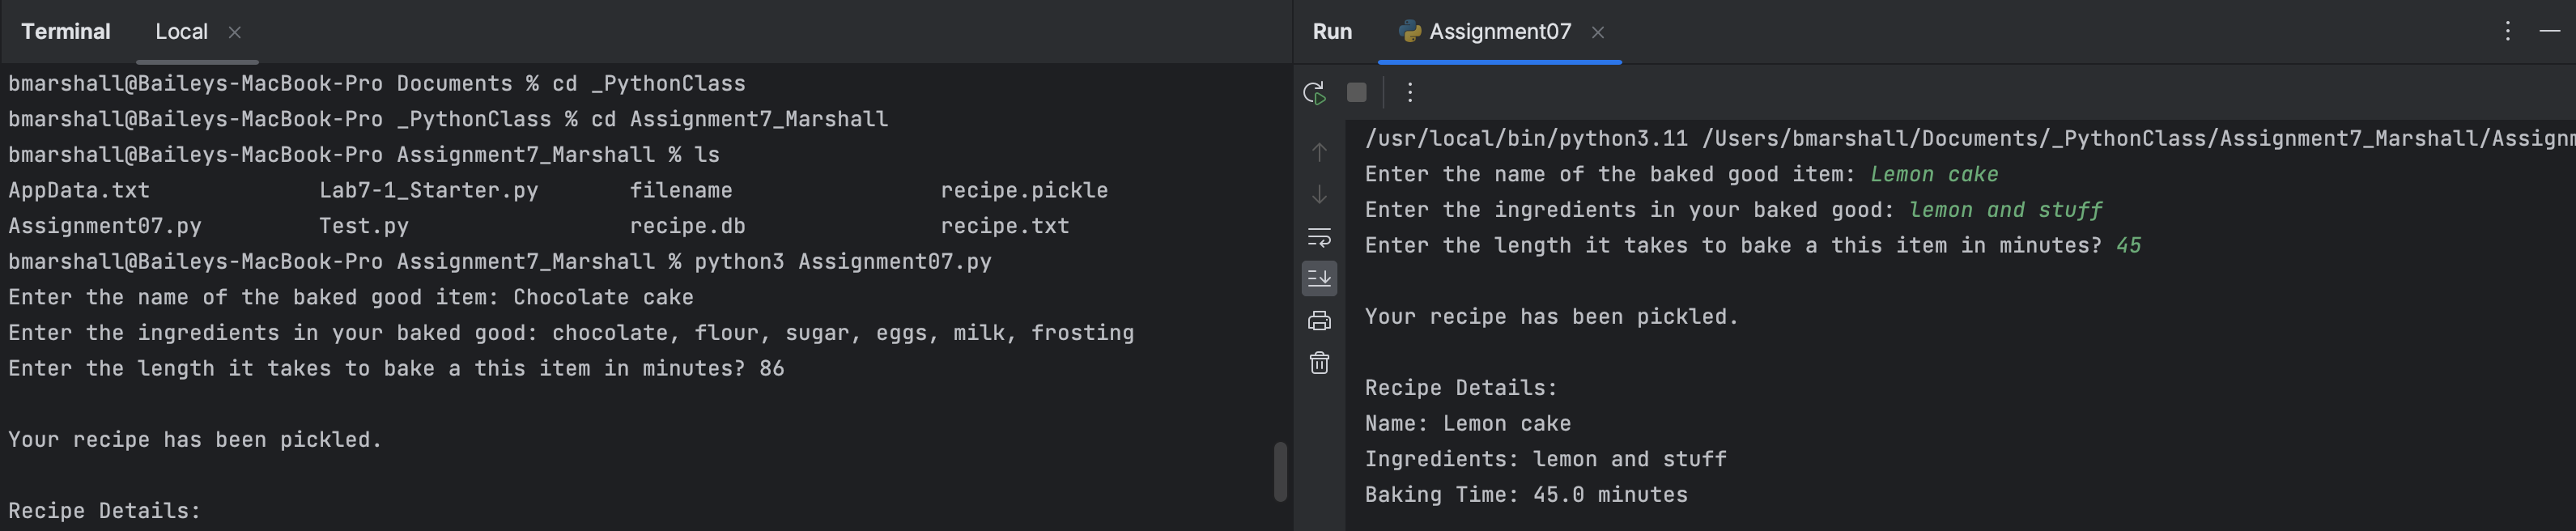 Terminal Local
bmarshall@Baileys-MacBook-Pro Documents % cd _PythonClass
bmarshall@Baileys-MacBook-Pro _PythonClass % cd Assignment7_Marshall
bmarshall@Baileys-MacBook-Pro Assignment7_Marshall % ls
AppData.txt Lab7-1_Starter.py filename recipe.pickle
Assignment07.py Test.py recipe.db recipe.txt
bmarshall@Baileys-MacBook-Pro Assignment7_Marshall % python3 Assignment07.py
Enter the name of the baked good item: Chocolate cake
Enter the ingredients in your baked good: chocolate, flour, sugar, eggs, milk, frosting
Enter the length it takes to bake a this item in minutes? 86
Your recipe has been pickled.
Recipe Details:
Run Assignment07
/usr/local/bin/python3.11 /Users/bmarshall/Documents/_PythonClass/Assignment7_Marshall/Assignm
Enter the name of the baked good item: Lemon cake
Enter the ingredients in your baked good: lemon and stuff
Enter the length it takes to bake a this item in minutes? 45
Your recipe has been pickled.
Recipe Details:
Name: Lemon cake
Ingredients: lemon and stuff
Baking Time: 45.0 minutes